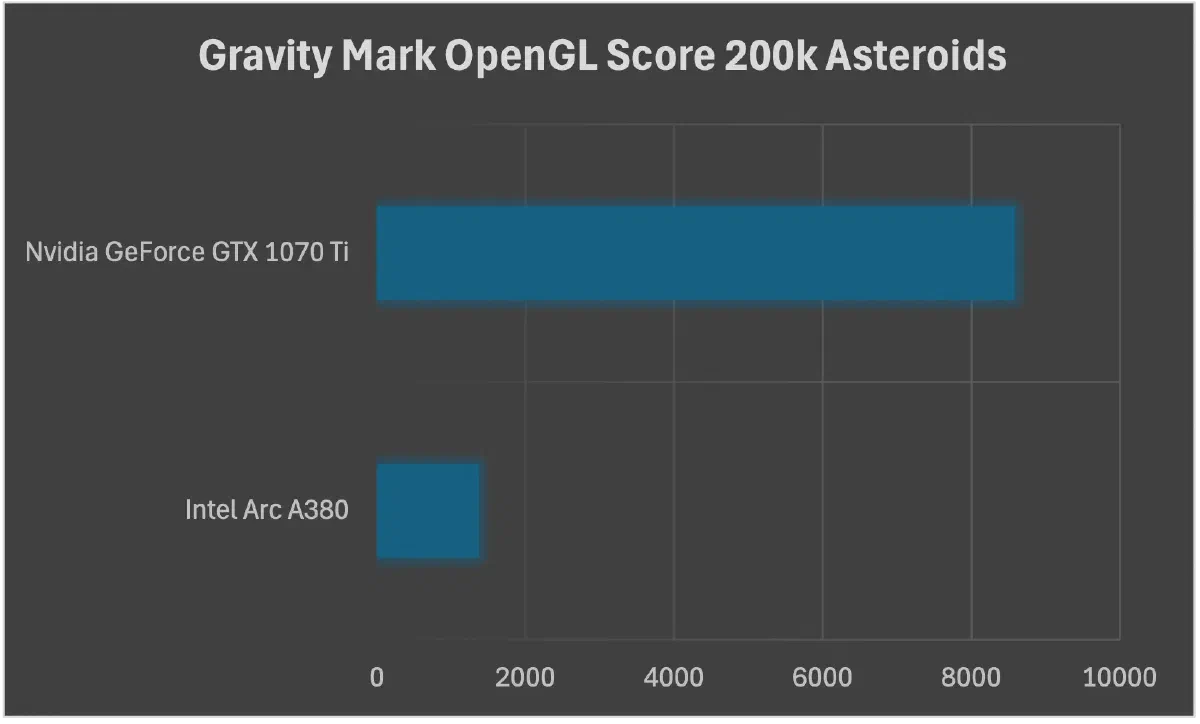 Gravity Mark OpenGL Score 200k Asteroids
Nvidia GeForce GTX 1070 Ti
Intel Arc A380
0 2000 4000 6000 8000 10000